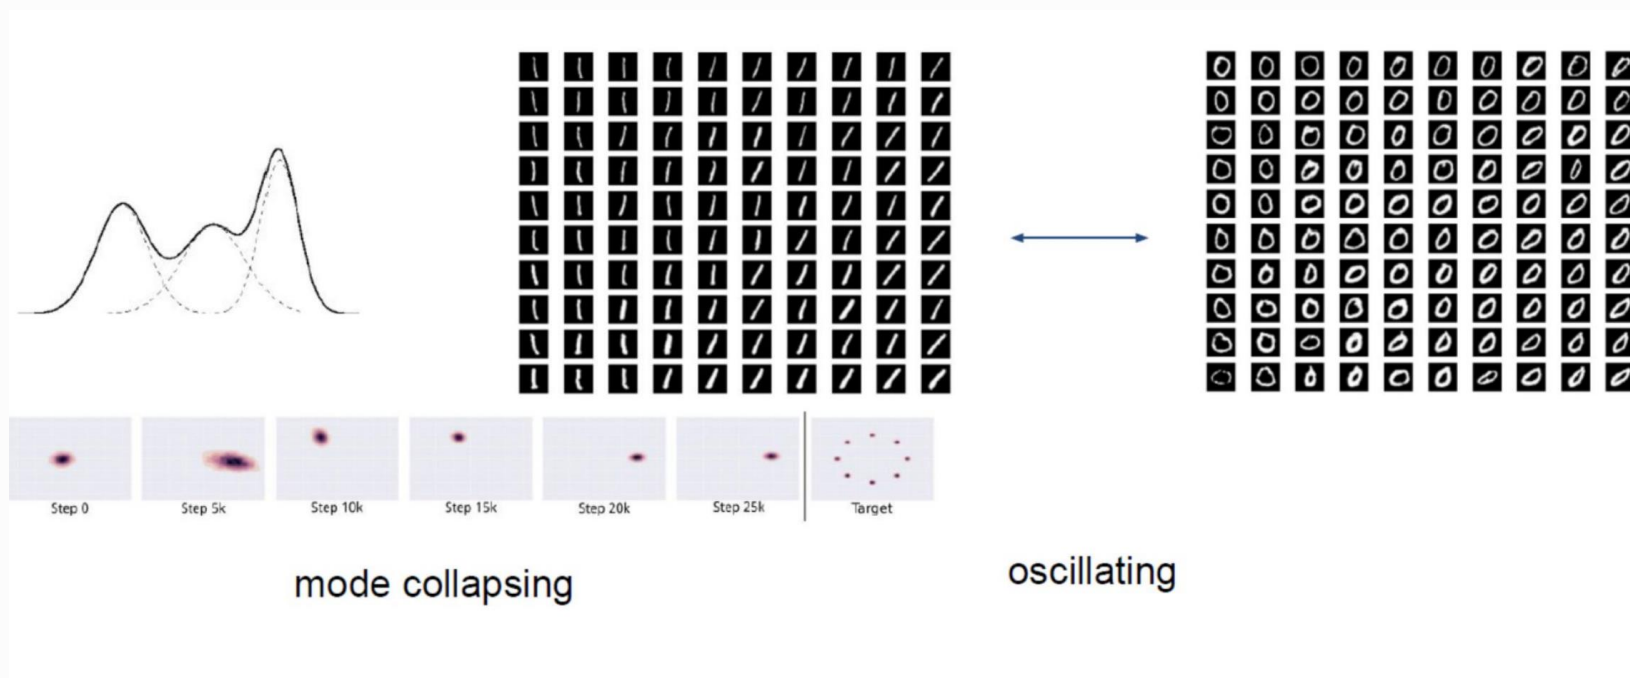 Step 0 Step 5k Step 10k Step 15k Step 20k Step 25k Target
mode collapsing
oscillating